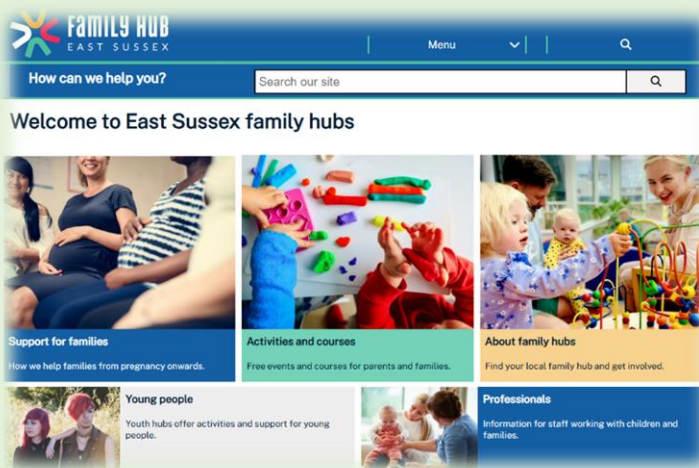 FAMILY HUB
EAST SUSSEX
Menu
How can we help you?
Search our site
Welcome to East Sussex family hubs
Support for families
How we help families from pregnancy onwards.
Activities and courses
Free events and courses for parents and families.
About family hubs
Find your local family hub and get involved.
Young people
Youth hubs offer activities and support for young
people.
Professionals
Information for staff working with children and
families.